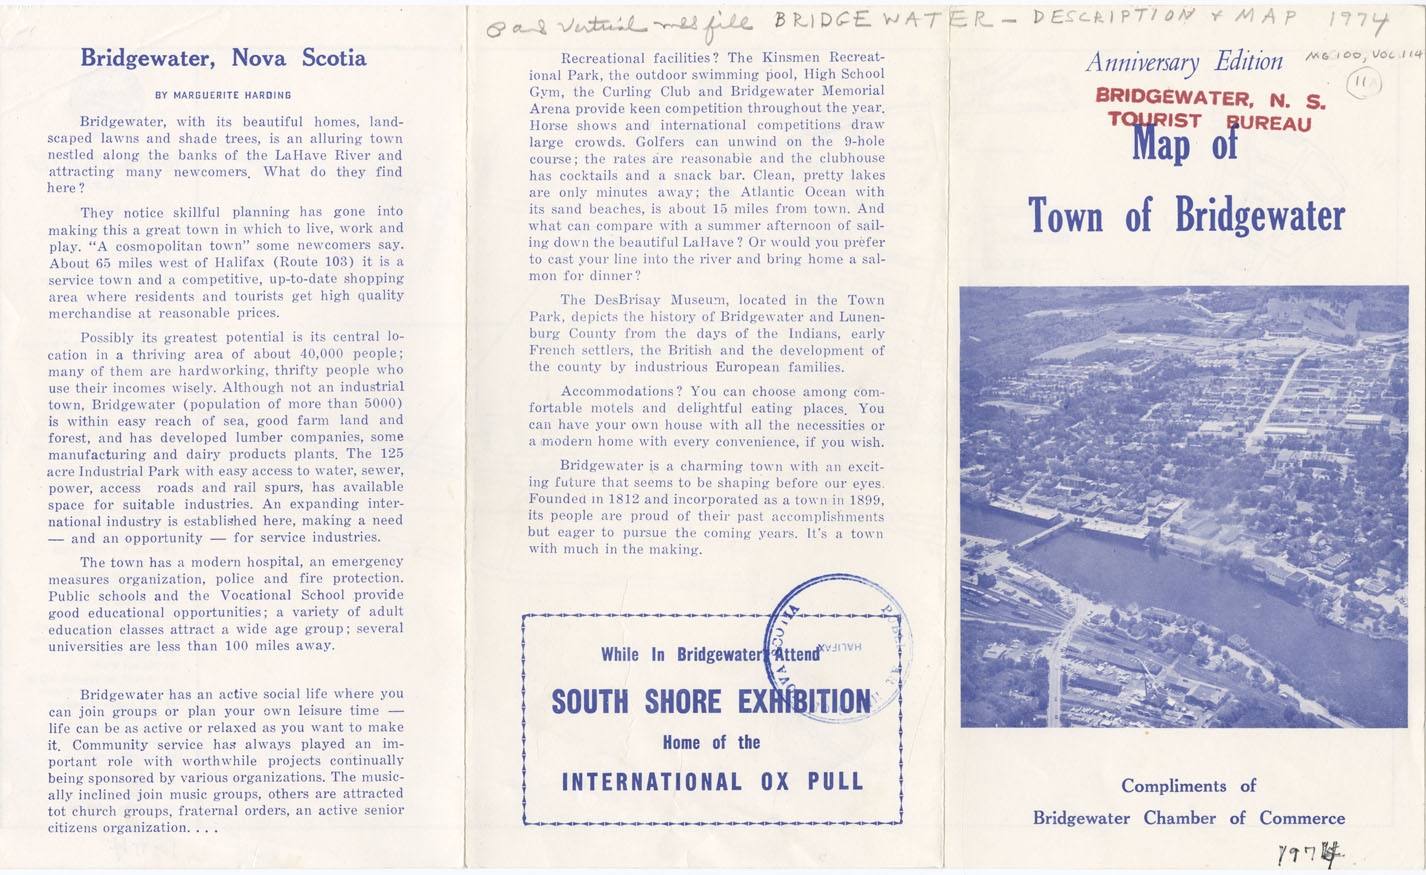 BRIDGEWATER - DESCRIPTION & MAP 1974
Bridgewater, Nova Scotia
BY MARGUERITE HARDING
Bridgewater, with its beautiful homes, land-
scaped lawns and shade trees, is an alluring town
nestled along the banks of the LaHave River and
attracting many newcomers. What do they find
here?
They notice skillful planning has gone into
making this a great town in which to live, work and
play. "A cosmopolitan town" some newcomers say.
About 65 miles west of Halifax (Route 103) it is a
service town and a competitive, up-to-date shopping
area where residents and tourists get high quality
merchandise at reasonable prices.
Possibly its greatest potential is its central lo-
cation in a thriving area of about 40,000 people;
many of them are hardworking, thrifty people who
use their incomes wisely. Although not an industrial
town, Bridgewater (population of more than 5000)
is within easy reach of sea, good farm land and
forest, and has developed lumber companies, some
manufacturing and dairy products plants. The 125
acre Industrial Park with easy access to water, sewer,
power, access roads and rail spurs, has available
space for suitable industries. An expanding inter-
national industry is established here, making a need
— and an opportunity — for service industries.
The town has a modern hospital, an emergency
measures organization, police and fire protection.
Public schools and the Vocational School provide
good educational opportunities; a variety of adult
education classes attract a wide age group; several
universities are less than 100 miles away.
Bridgewater has an active social life where you
can join groups or plan your own leisure time —
life can be as active or relaxed as you want to make
it. Community service has always played an im-
portant role with worthwhile projects continually
being sponsored by various organizations. The music-
ally inclined join music groups, others are attracted
tot church groups, fraternal orders, an active senior
citizens organization. . . .
Recreational facilities? The Kinsmen Recreat-
ional Park, the outdoor swimming pool, High School
Gym, the Curling Club and Bridgewater Memorial
Arena provide keen competition throughout the year.
Horse shows and international competitions draw
large crowds. Golfers can unwind on the 9-hole
course; the rates are reasonable and the clubhouse
has cocktails and a snack bar. Clean, pretty lakes
are only minutes away; the Atlantic Ocean with
its sand beaches, is about 15 miles from town. And
what can compare with a summer afternoon of sail-
ing down the beautiful LaHave? Or would you prefer
to cast your line into the river and bring home a sal-
mon for dinner?
The DesBrisay Museum, located in the Town
Park, depicts the history of Bridgewater and Lunen-
burg County from the days of the Indians, early
French settlers, the British and the development of
the county by industrious European families.
Accommodations? You can choose among com-
fortable motels and delightful eating places. You
can have your own house with all the necessities or
a modern home with every convenience, if you wish.
Bridgewater is a charming town with an excit-
ing future that seems to be shaping before our eyes.
Founded in 1812 and incorporated as a town in 1899,
its people are proud of their past accomplishments
but eager to pursue the coming years. It's a town
with much in the making.
While In Bridgewater Attend
SOUTH SHORE EXHIBITION
Home of the
INTERNATIONAL OX PULL
NOVA SCOTIA
HALIFAX
Anniversary Edition
MG 100, VOL. 114
11
BRIDGEWATER, N. S.
TOURIST BUREAU
Map of
Town of Bridgewater
Compliments of
Bridgewater Chamber of Commerce
1974